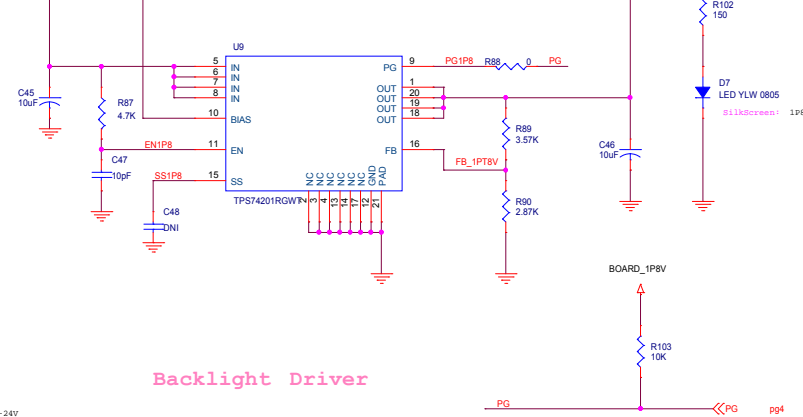 R102
150
U9
C45
10uF
R87
4.7K
5
6
7
8
IN
IN
IN
IN
10
BIAS
EN1P8
11
EN
C47
10pF
SS1P8
15
SS
C48
DNI
PG
9
PG1P8
R88
0
PG
OUT
OUT
OUT
OUT
1
20
19
18
FB
16
FB_1PT8V
R89
3.57K
R90
2.87K
C46
10uF
D7
LED YLW 0805
SilkScreen: 1P8
NC
NC
NC
NC
NC
NC
GND
PAD
TPS74201RGWT
2
3
4
13
14
17
12
21
BOARD_1P8V
R103
10K
Backlight Driver
PG
PG
pg4
-24V